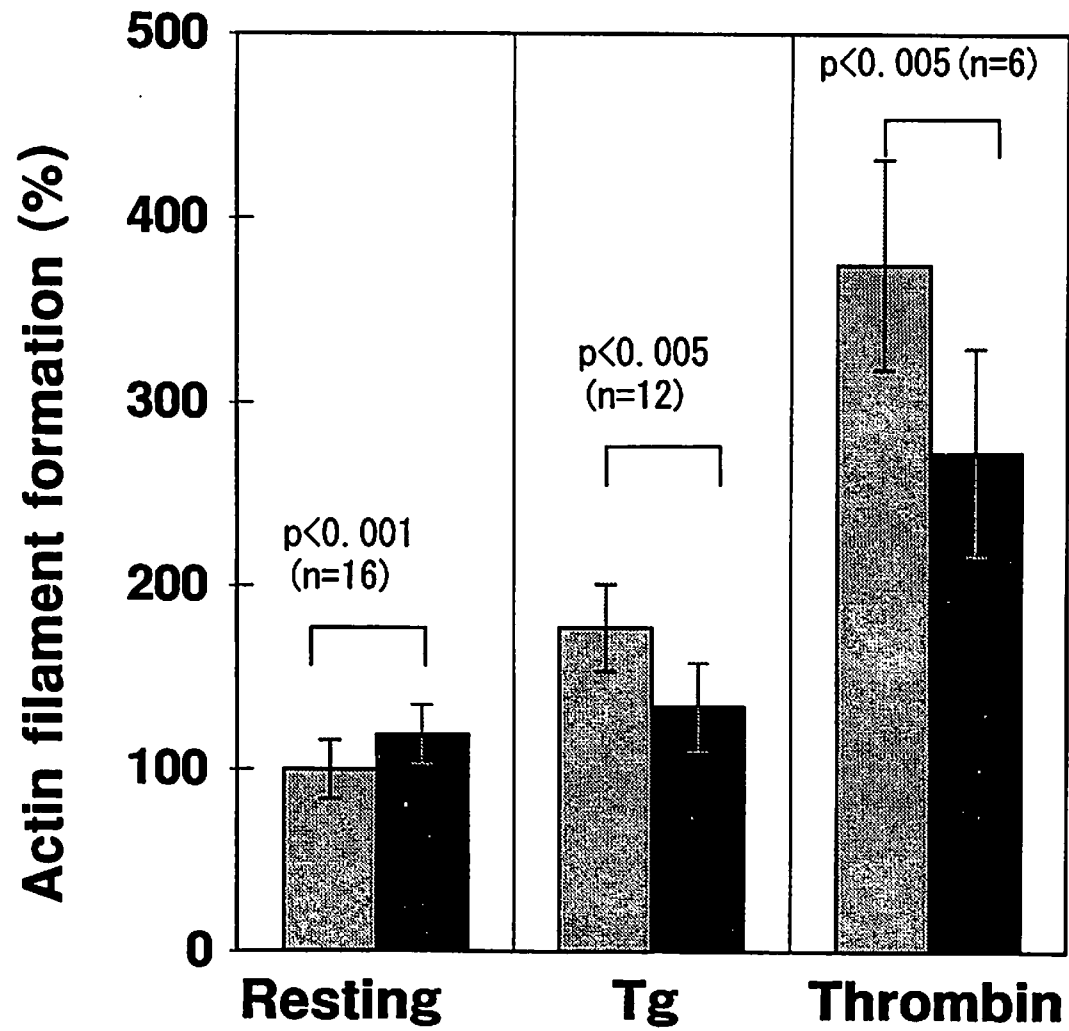 Actin filament formation (%)
500
400
300
200
100
0
p<0.001
(n=16)
p<0.005
(n=12)
p<0.005(n=6)
Resting
Tg
Thrombin